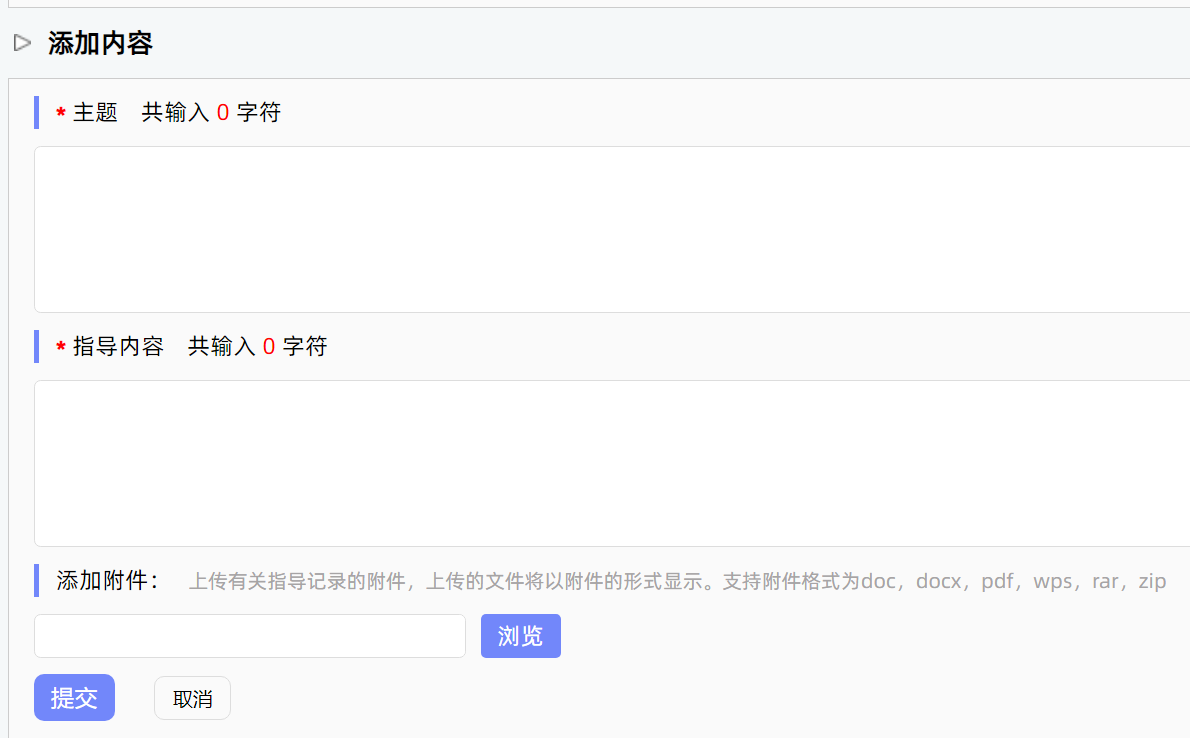 添加内容
* 主题 共输入 0 字符
* 指导内容 共输入 0 字符
添加附件： 上传有关指导记录的附件，上传的文件将以附件的形式显示。支持附件格式为doc，docx，pdf，wps，rar，zip
浏览
提交 取消